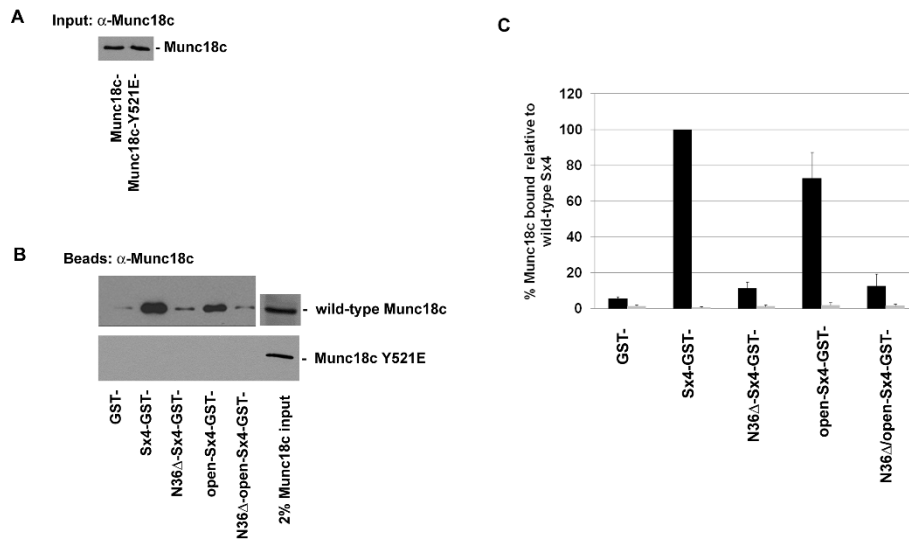 A
Input: α-Munc18c
- Munc18c
Munc18c-
Munc18c-Y521E-
B
Beads: α-Munc18c
- wild-type Munc18c
- Munc18c Y521E
GST-
Sx4-GST-
N36Δ-Sx4-GST-
open-Sx4-GST-
N36Δ-open-Sx4-GST-
2% Munc18c input
C
% Munc18c bound relative to
wild-type Sx4
120
100
80
60
40
20
0
GST-
Sx4-GST-
N36Δ-Sx4-GST-
open-Sx4-GST-
N36Δ/open-Sx4-GST-